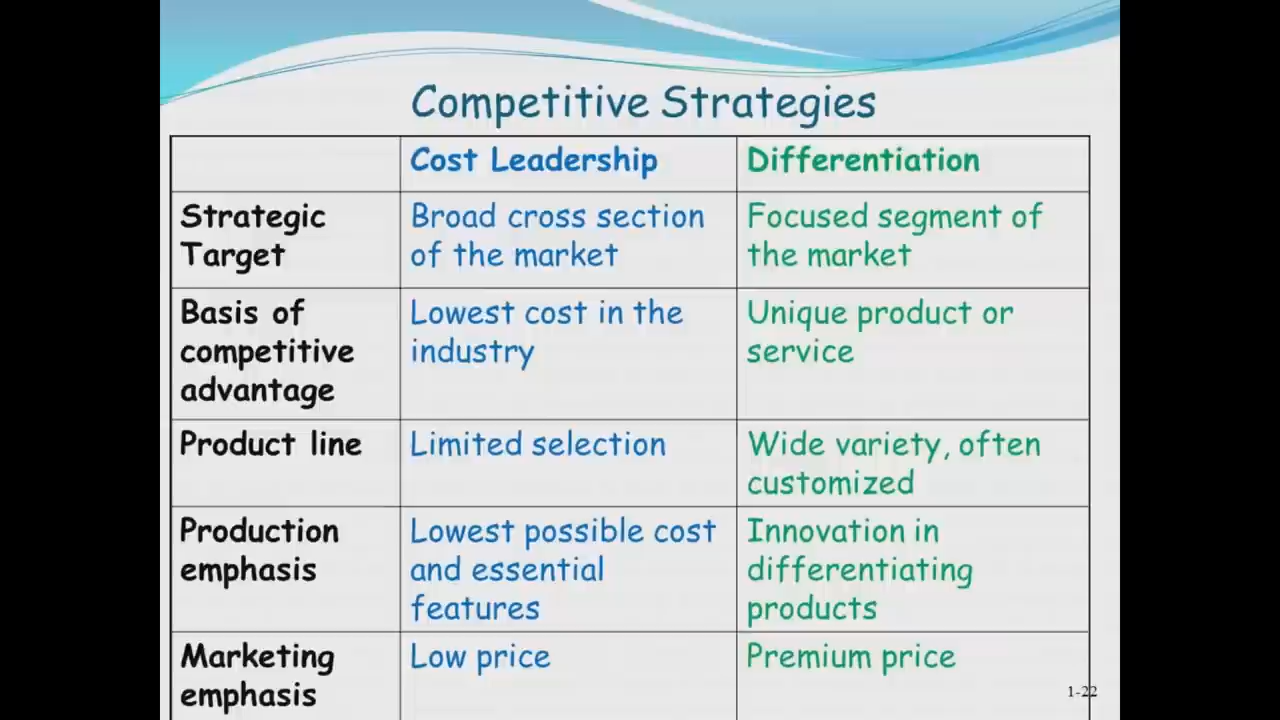 Competitive Strategies
Cost Leadership
Differentiation
Strategic
Target
Broad cross section
of the market
Focused segment of
the market
Basis of
competitive
advantage
Lowest cost in the
industry
Unique product or
service
Product line
Limited selection
Wide variety, often
customized
Production
emphasis
Lowest possible cost
and essential
features
Innovation in
differentiating
products
Marketing
emphasis
Low price
Premium price
1-22